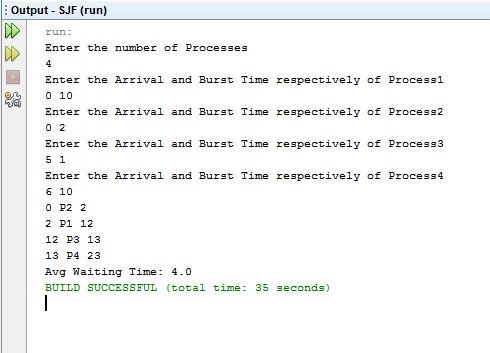 Output - SJF (run)
run:
Enter the number of Processes
4
Enter the Arrival and Burst Time respectively of Process1
0 10
Enter the Arrival and Burst Time respectively of Process2
0 2
Enter the Arrival and Burst Time respectively of Process3
5 1
Enter the Arrival and Burst Time respectively of Process4
6 10
0 P2 2
2 P1 12
12 P3 13
13 P4 23
Avg Waiting Time: 4.0
BUILD SUCCESSFUL (total time: 35 seconds)